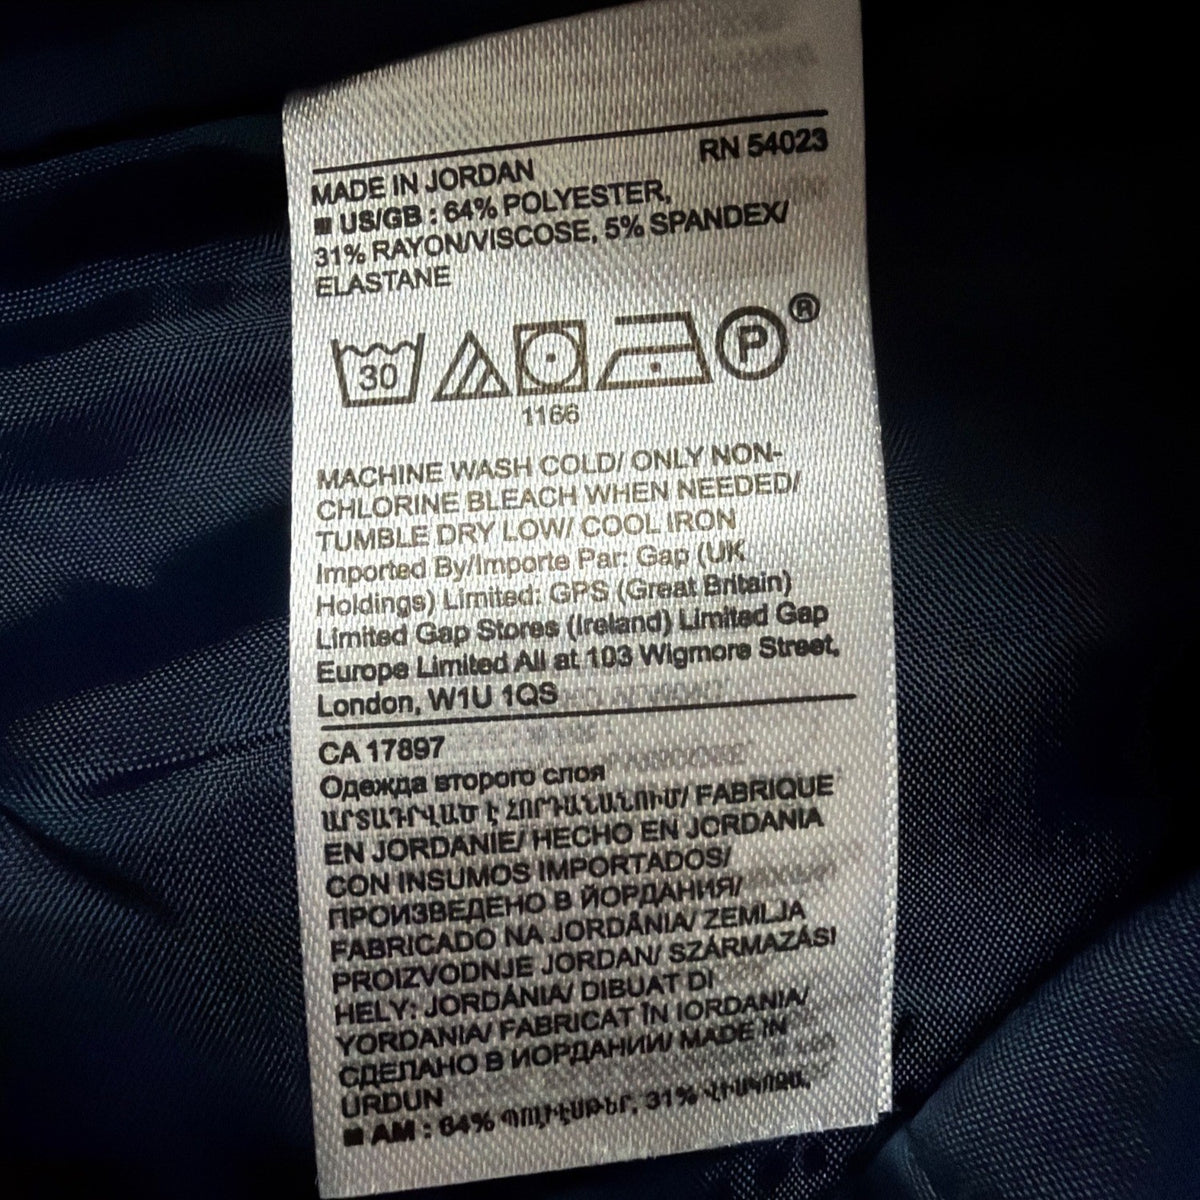 RN 54023
MADE IN JORDAN
■ US/GB : 64% POLYESTER,
31% RAYON/VISCOSE, 5% SPANDEX/
ELASTANE
30
P®
1166
MACHINE WASH COLD/ ONLY NON-
CHLORINE BLEACH WHEN NEEDED/
TUMBLE DRY LOW/ COOL IRON
Imported By/Importe Par: Gap (UK
Holdings) Limited: GPS (Great Britain)
Limited Gap Stores (Ireland) Limited Gap
Europe Limited All at 103 Wigmore Street,
London, W1U 1QS
CA 17897
Одежда второго слоя
ԱՐՏԱԴՐՎԱԾ Է ՀՈՐԴԱՆԱՆՈՒՄ/ FABRIQUE
EN JORDANIE/ HECHO EN JORDANIA
CON INSUMOS IMPORTADOS/
ПРОИЗВЕДЕНО В ЙОРДАНИЯ/
FABRICADO NA JORDÂNIA/ ZEMLJA
PROIZVODNJE JORDAN/ SZÁRMAZÁSI
HELY: JORDÁNIA/ DIBUAT DI
YORDANIA/ FABRICAT ÎN IORDANIA/
СДЕЛАНО В ИОРДАНИИ/ MADE IN
URDUN
■ AM : 64% 31%